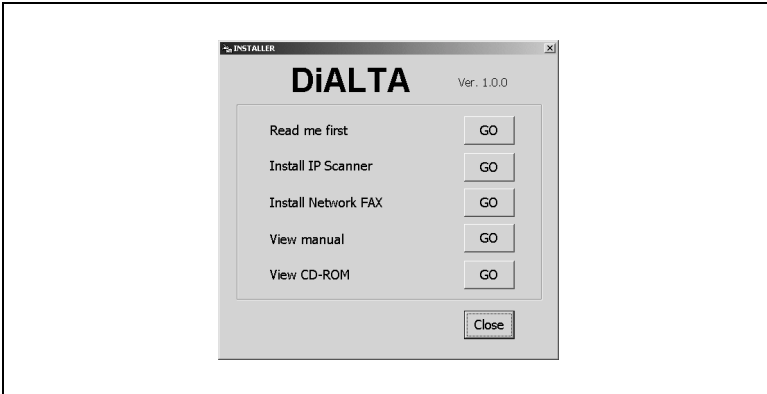 INSTALLER
DiALTA Ver. 1.0.0
Read me first GO
Install IP Scanner GO
Install Network FAX GO
View manual GO
View CD-ROM GO
Close